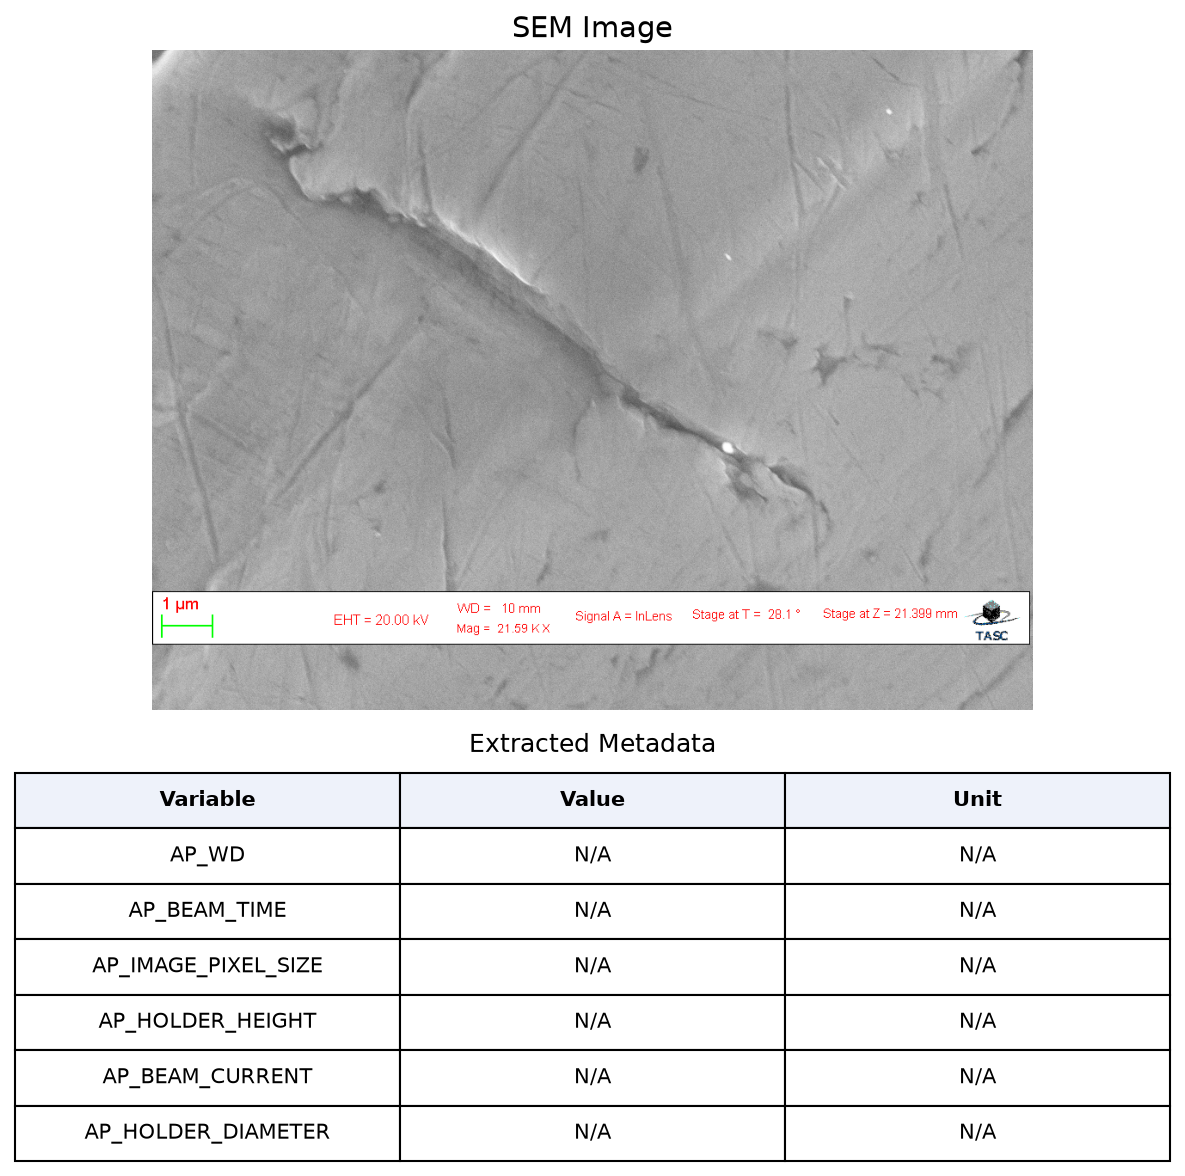 SEM Image
1 µm
EHT = 20.00 kV
WD = 10 mm
Mag = 21.59 K X
Signal A = InLens
Stage at T = 28.1 °
Stage at Z = 21.399 mm
TASC
Extracted Metadata
Variable Value Unit
AP_WD N/A N/A
AP_BEAM_TIME N/A N/A
AP_IMAGE_PIXEL_SIZE N/A N/A
AP_HOLDER_HEIGHT N/A N/A
AP_BEAM_CURRENT N/A N/A
AP_HOLDER_DIAMETER N/A N/A